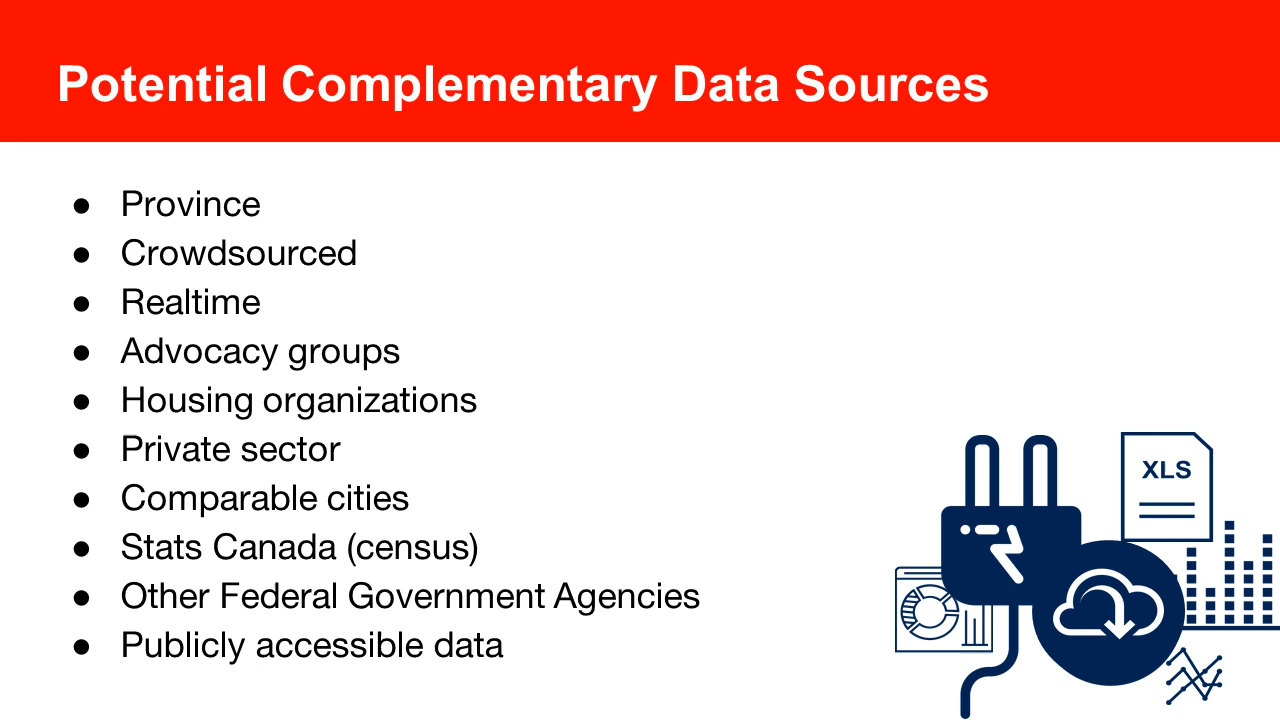 Potential Complementary Data Sources
● Province
● Crowdsourced
● Realtime
● Advocacy groups
● Housing organizations
● Private sector
● Comparable cities
● Stats Canada (census)
● Other Federal Government Agencies
● Publicly accessible data
XLS